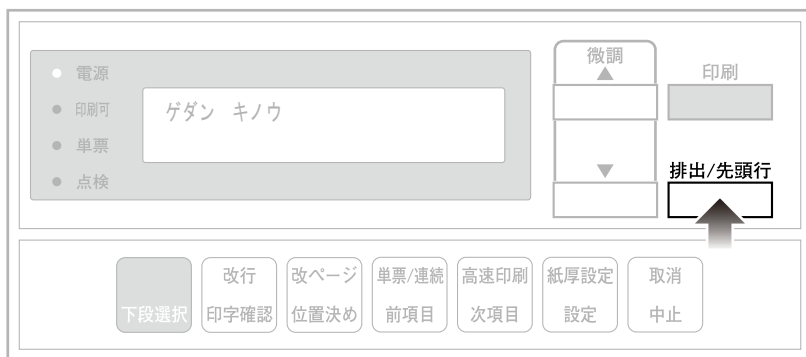 電源
印刷可
単票
点検
ゲダン キノウ
微調
▲
▼
印刷
排出/先頭行
下段選択
改行
印字確認
改ページ
位置決め
単票/連続
前項目
高速印刷
次項目
紙厚設定
設定
取消
中止